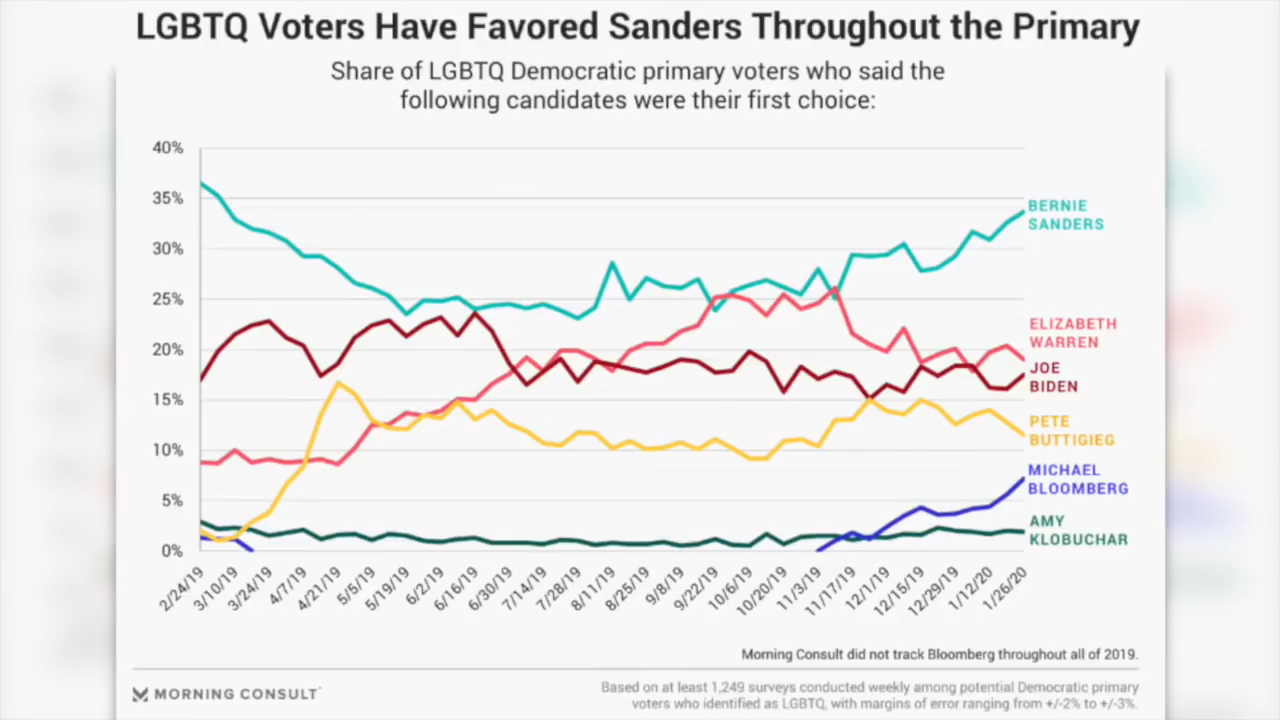 LGBTQ Voters Have Favored Sanders Throughout the Primary
Share of LGBTQ Democratic primary voters who said the
following candidates were their first choice:
40%
35%
30%
25%
20%
15%
10%
5%
0%
BERNIE
SANDERS
ELIZABETH
WARREN
JOE
BIDEN
PETE
BUTTIGIEG
MICHAEL
BLOOMBERG
AMY
KLOBUCHAR
2/24/19
3/10/19
3/24/19
4/7/19
4/21/19
5/5/19
5/19/19
6/2/19
6/16/19
6/30/19
7/14/19
7/28/19
8/11/19
8/25/19
9/8/19
9/22/19
10/6/19
10/20/19
11/3/19
11/17/19
12/1/19
12/15/19
12/29/19
1/12/20
1/26/20
Morning Consult did not track Bloomberg throughout all of 2019.
MORNING CONSULT
Based on at least 1,249 surveys conducted weekly among potential Democratic primary
voters who identified as LGBTQ, with margins of error ranging from +/-2% to +/-3%.